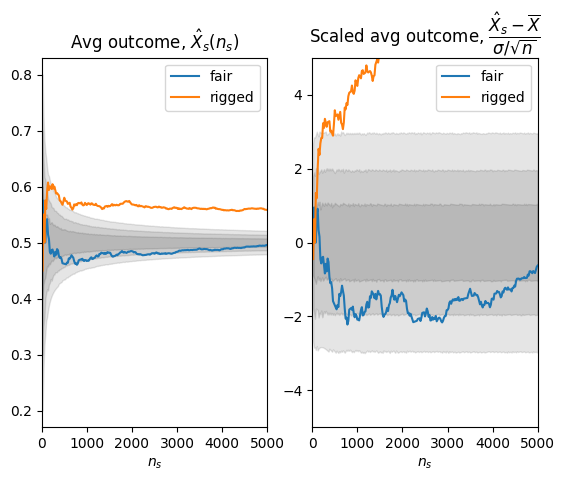 Avg outcome, X̂ₛ(nₛ)
0.8
0.7
0.6
0.5
0.4
0.3
0.2
0 1000 2000 3000 4000 5000
nₛ
fair
rigged
Scaled avg outcome, (X̂ₛ − X̅)/(σ/√n)
4
2
0
−2
−4
0 1000 2000 3000 4000 5000
nₛ
fair
rigged